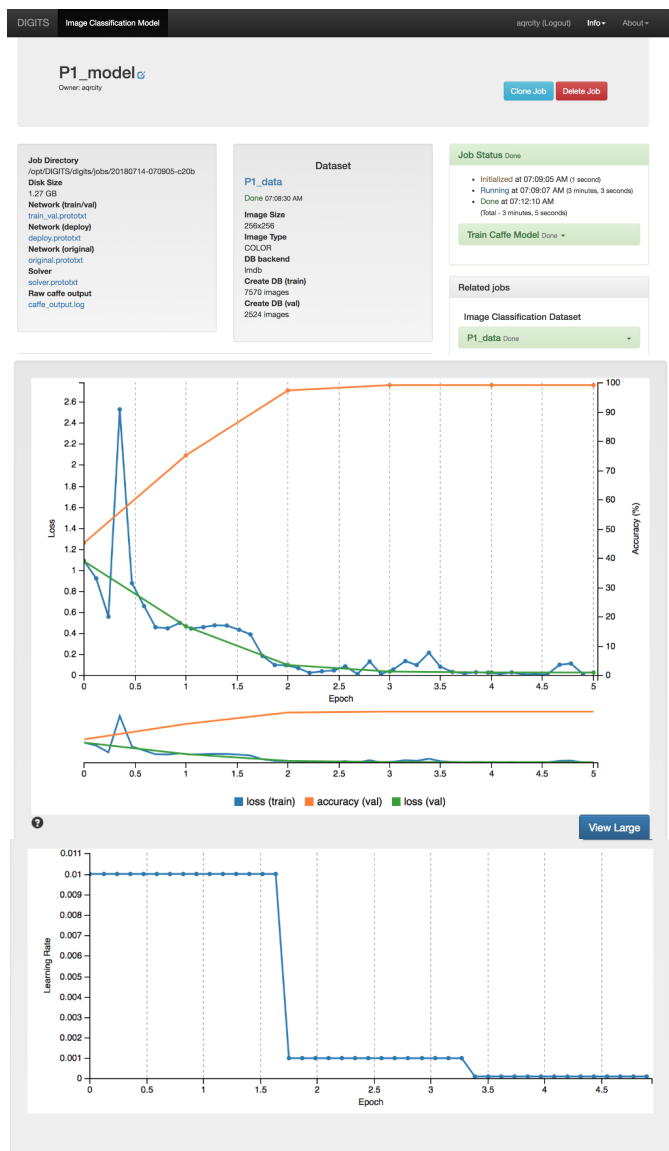 DIGITS Image Classification Model aqrcity (Logout) Info About
P1_model
Owner: aqrcity
Clone Job Delete Job
Job Directory
/opt/DIGITS/digits/jobs/20180714-070905-c20b
Disk Size
1.27 GB
Network (train/val)
train_val.prototxt
Network (deploy)
deploy.prototxt
Network (original)
original.prototxt
Solver
solver.prototxt
Raw caffe output
caffe_output.log
Dataset
P1_data
Done 07:08:30 AM
Image Size
256x256
Image Type
COLOR
DB backend
lmdb
Create DB (train)
7570 images
Create DB (val)
2524 images
Job Status Done
Initialized at 07:09:05 AM (1 second)
Running at 07:09:07 AM (3 minutes, 3 seconds)
Done at 07:12:10 AM
(Total - 3 minutes, 5 seconds)
Train Caffe Model Done
Related jobs
Image Classification Dataset
P1_data Done
Loss
2.6
2.4
2.2
2
1.8
1.6
1.4
1.2
1
0.8
0.6
0.4
0.2
0
100
90
80
70
60
50
40
30
20
10
0
Accuracy (%)
0 0.5 1 1.5 2 2.5 3 3.5 4 4.5 5
Epoch
0 0.5 1 1.5 2 2.5 3 3.5 4 4.5 5
loss (train) accuracy (val) loss (val)
?
View Large
Learning Rate
0.011
0.01
0.009
0.008
0.007
0.006
0.005
0.004
0.003
0.002
0.001
0
0 0.5 1 1.5 2 2.5 3 3.5 4 4.5
Epoch